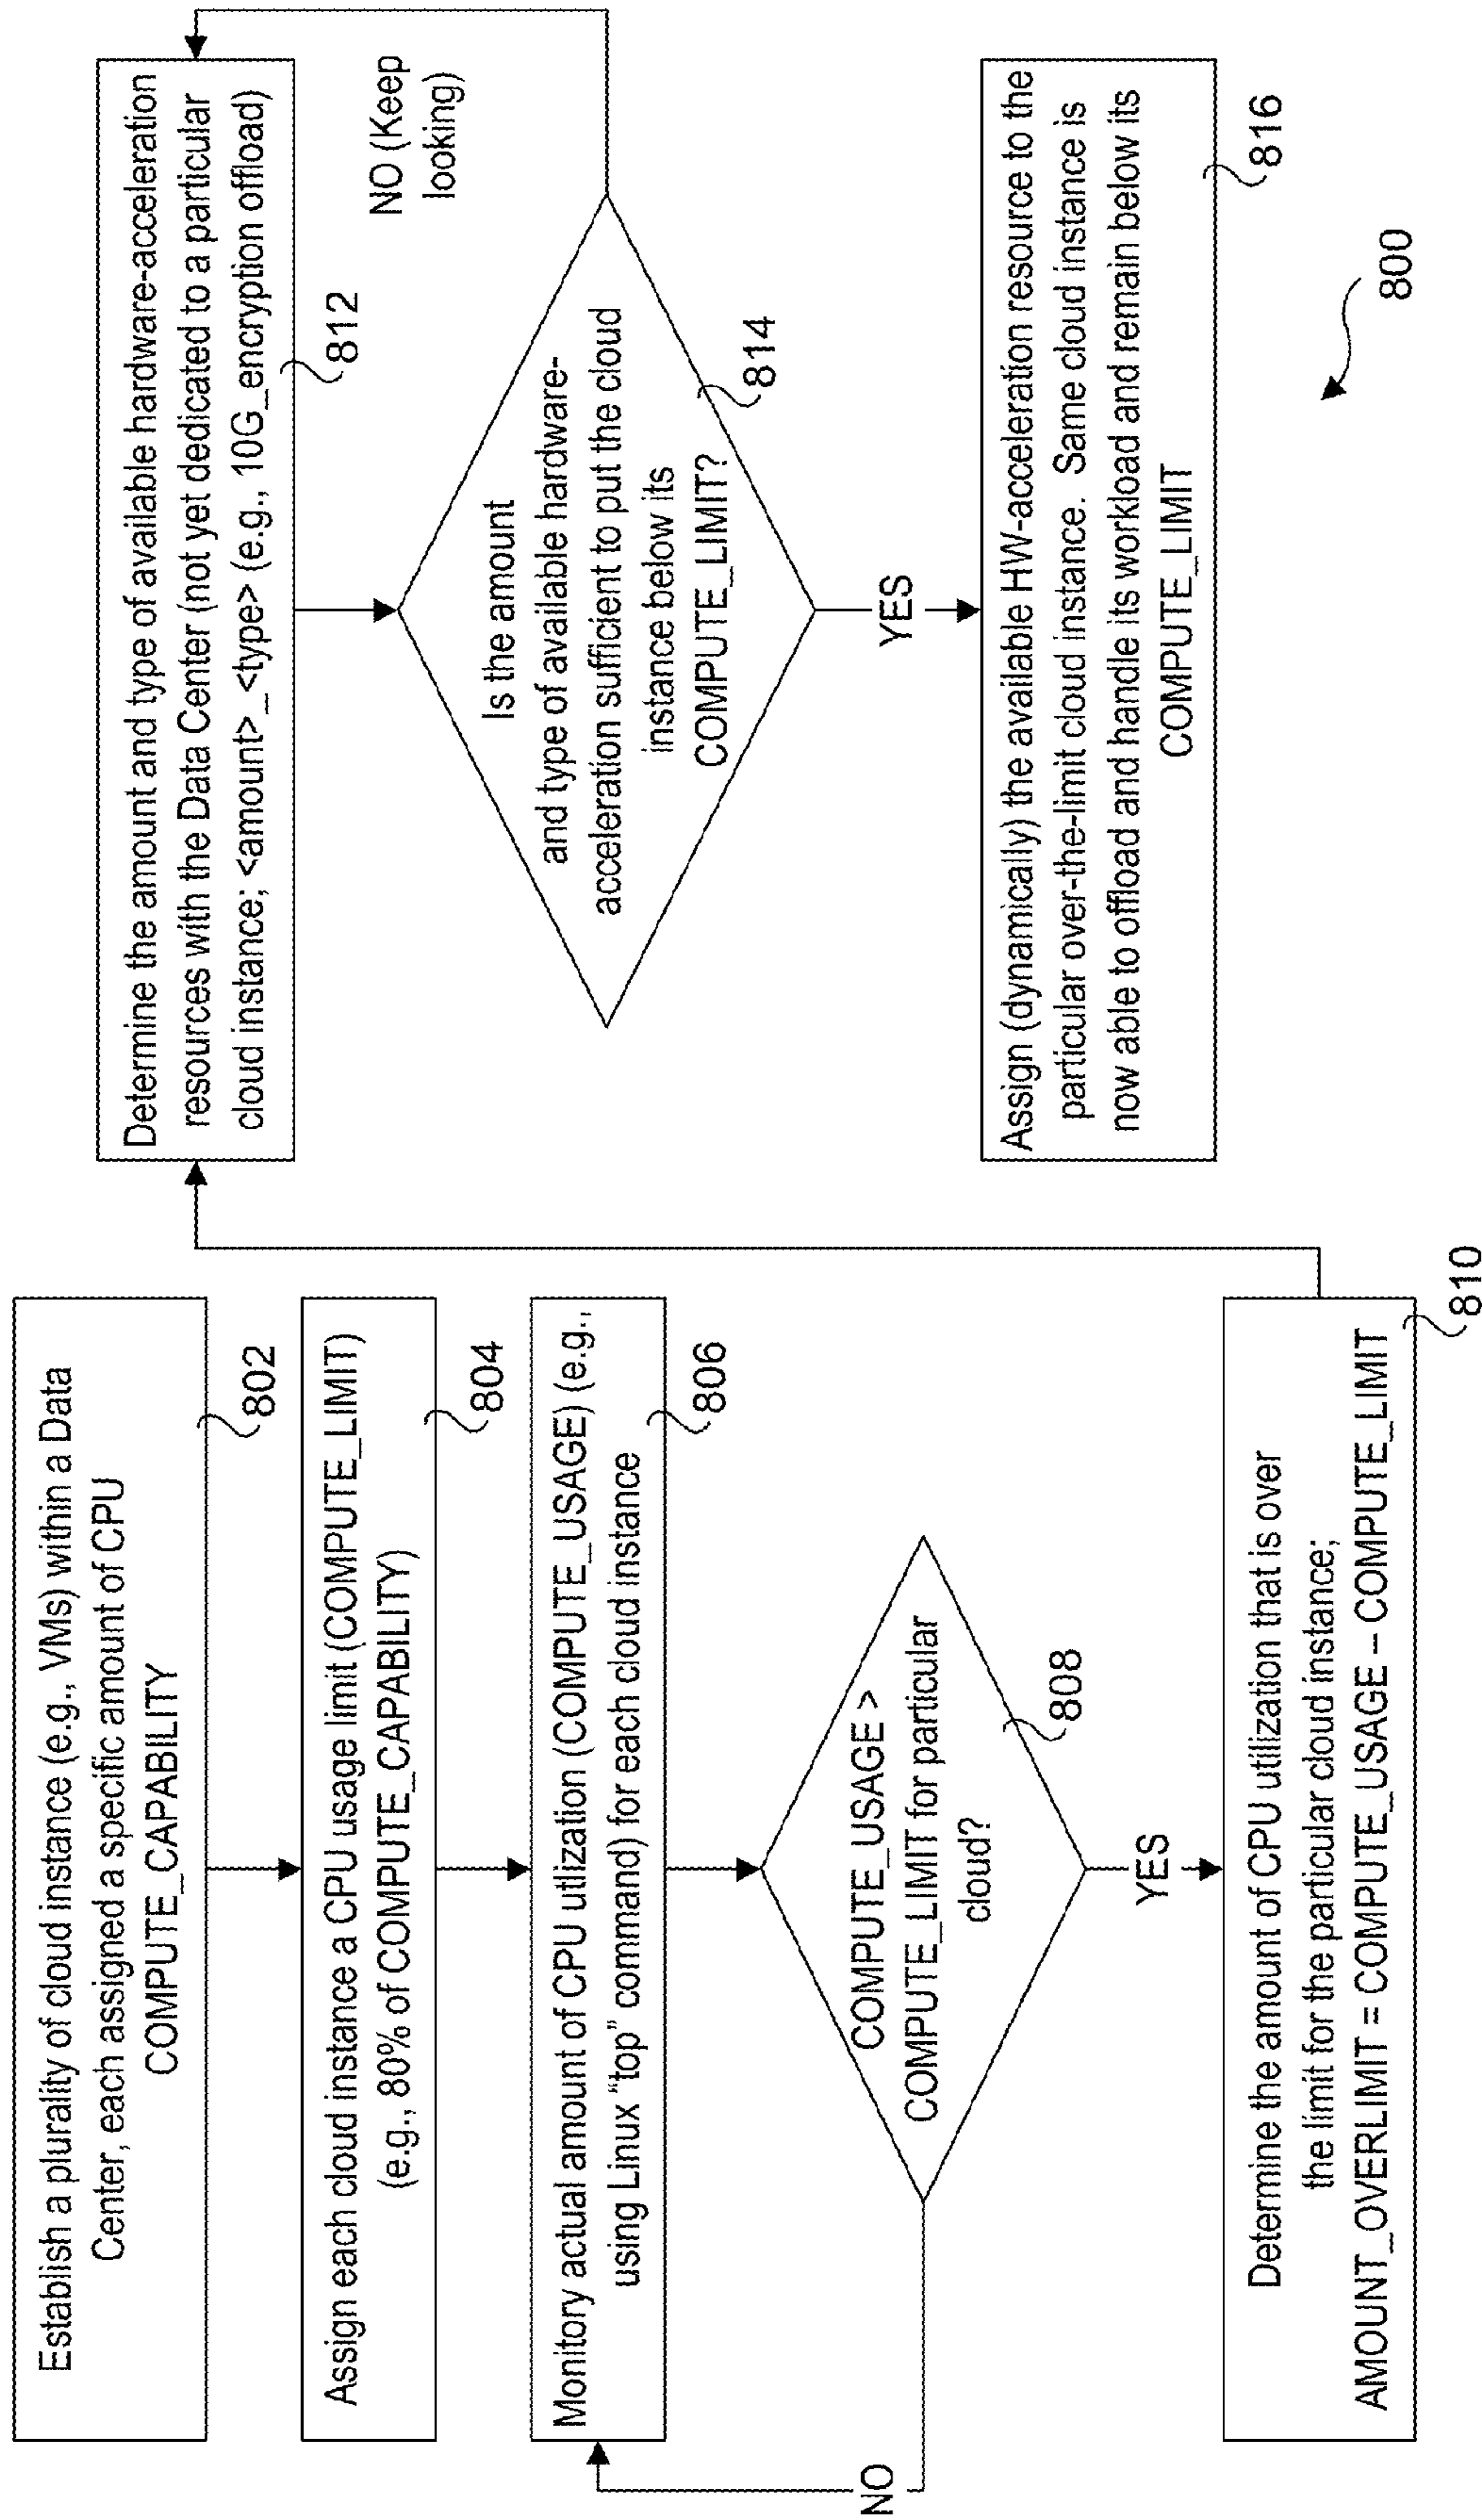 Establish a plurality of cloud instance (e.g., VMs) within a Data
Center, each assigned a specific amount of CPU
COMPUTE_CAPABILITY
802
Assign each cloud instance a CPU usage limit (COMPUTE_LIMIT)
(e.g., 80% of COMPUTE_CAPABILITY)
804
Monitory actual amount of CPU utlization (COMPUTE_USAGE) (e.g.,
using Linux "top" command) for each cloud instance
806
COMPUTE_USAGE >
COMPUTE_LIMIT for particular
cloud?
808
NO
YES
Determine the amount of CPU utilization that is over
the limit for the particular cloud instance;
AMOUNT_OVERLIMIT = COMPUTE_USAGE – COMPUTE_LIMIT
810
Determine the amount and type of available hardware-acceleration
resources with the Data Center (not yet dedicated to a particular
cloud instance; <amount>_<type> (e.g., 10G_encryption offload)
812
NO (Keep
looking)
Is the amount
and type of available hardware-
acceleration sufficient to put the cloud
instance below its
COMPUTE_LIMIT?
814
YES
Assign (dynamically) the available HW-acceleration resource to the
particular over-the-limit cloud instance. Same cloud instance is
now able to offload and handle its workload and remain below its
COMPUTE_LIMIT
816
800